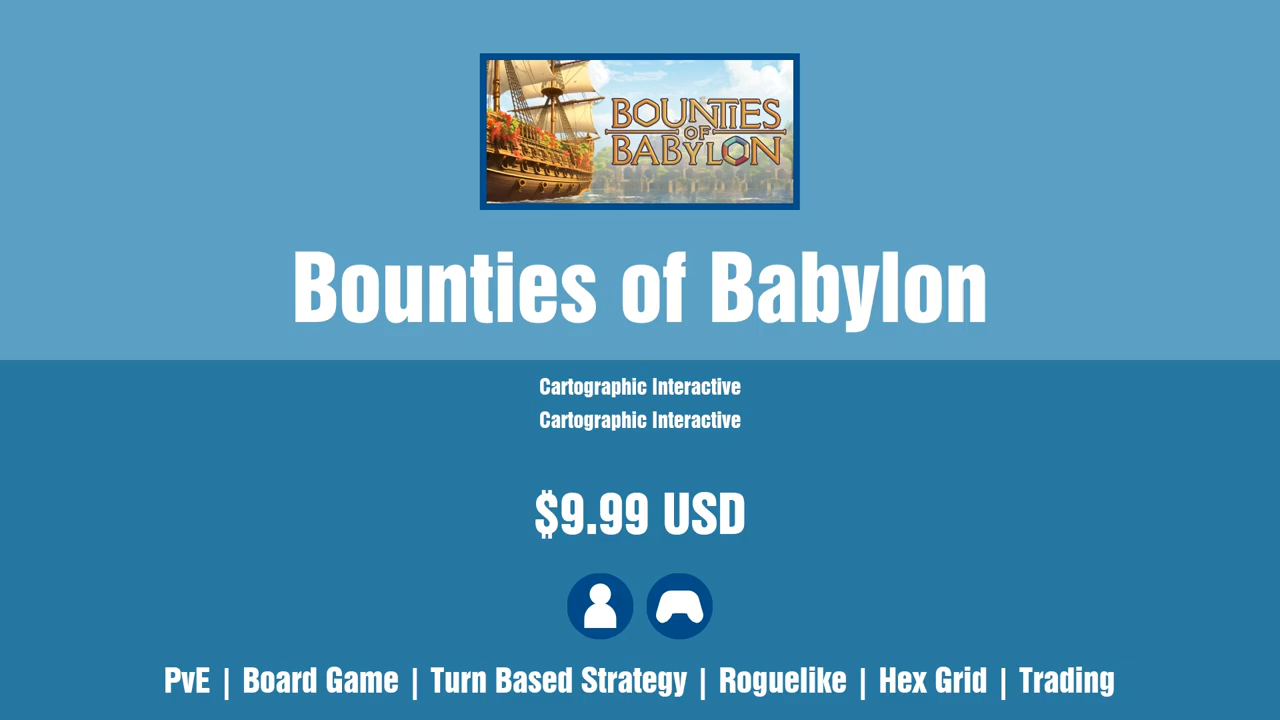 BOUNTIES
OF
BABYLON
Bounties of Babylon
Cartographic Interactive
Cartographic Interactive
$9.99 USD
PvE | Board Game | Turn Based Strategy | Roguelike | Hex Grid | Trading